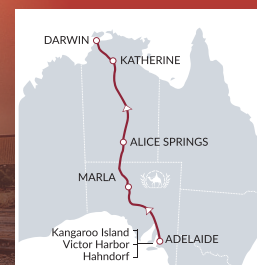 DARWIN
KATHERINE
ALICE SPRINGS
MARLA
Kangaroo Island
Victor Harbor
Hahndorf
ADELAIDE